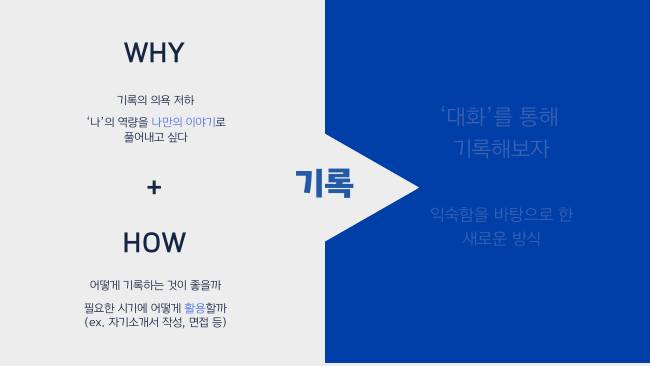 WHY
기록의 의욕 저하
‘나’의 역량을 나만의 이야기로
풀어내고 싶다
+
HOW
어떻게 기록하는 것이 좋을까
필요한 시기에 어떻게 활용할까
(ex. 자기소개서 작성, 면접 등)
기록
‘대화’를 통해
기록해보자
익숙함을 바탕으로 한
새로운 방식